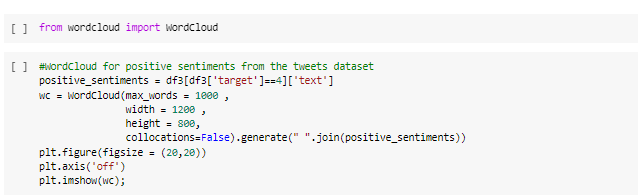 [ ] from wordcloud import WordCloud
[ ] #WordCloud for positive sentiments from the tweets dataset
positive_sentiments = df3[df3['target']==4]['text']
wc = WordCloud(max_words = 1000 ,
width = 1200 ,
height = 800,
collocations=False).generate(" ".join(positive_sentiments))
plt.figure(figsize = (20,20))
plt.axis('off')
plt.imshow(wc);